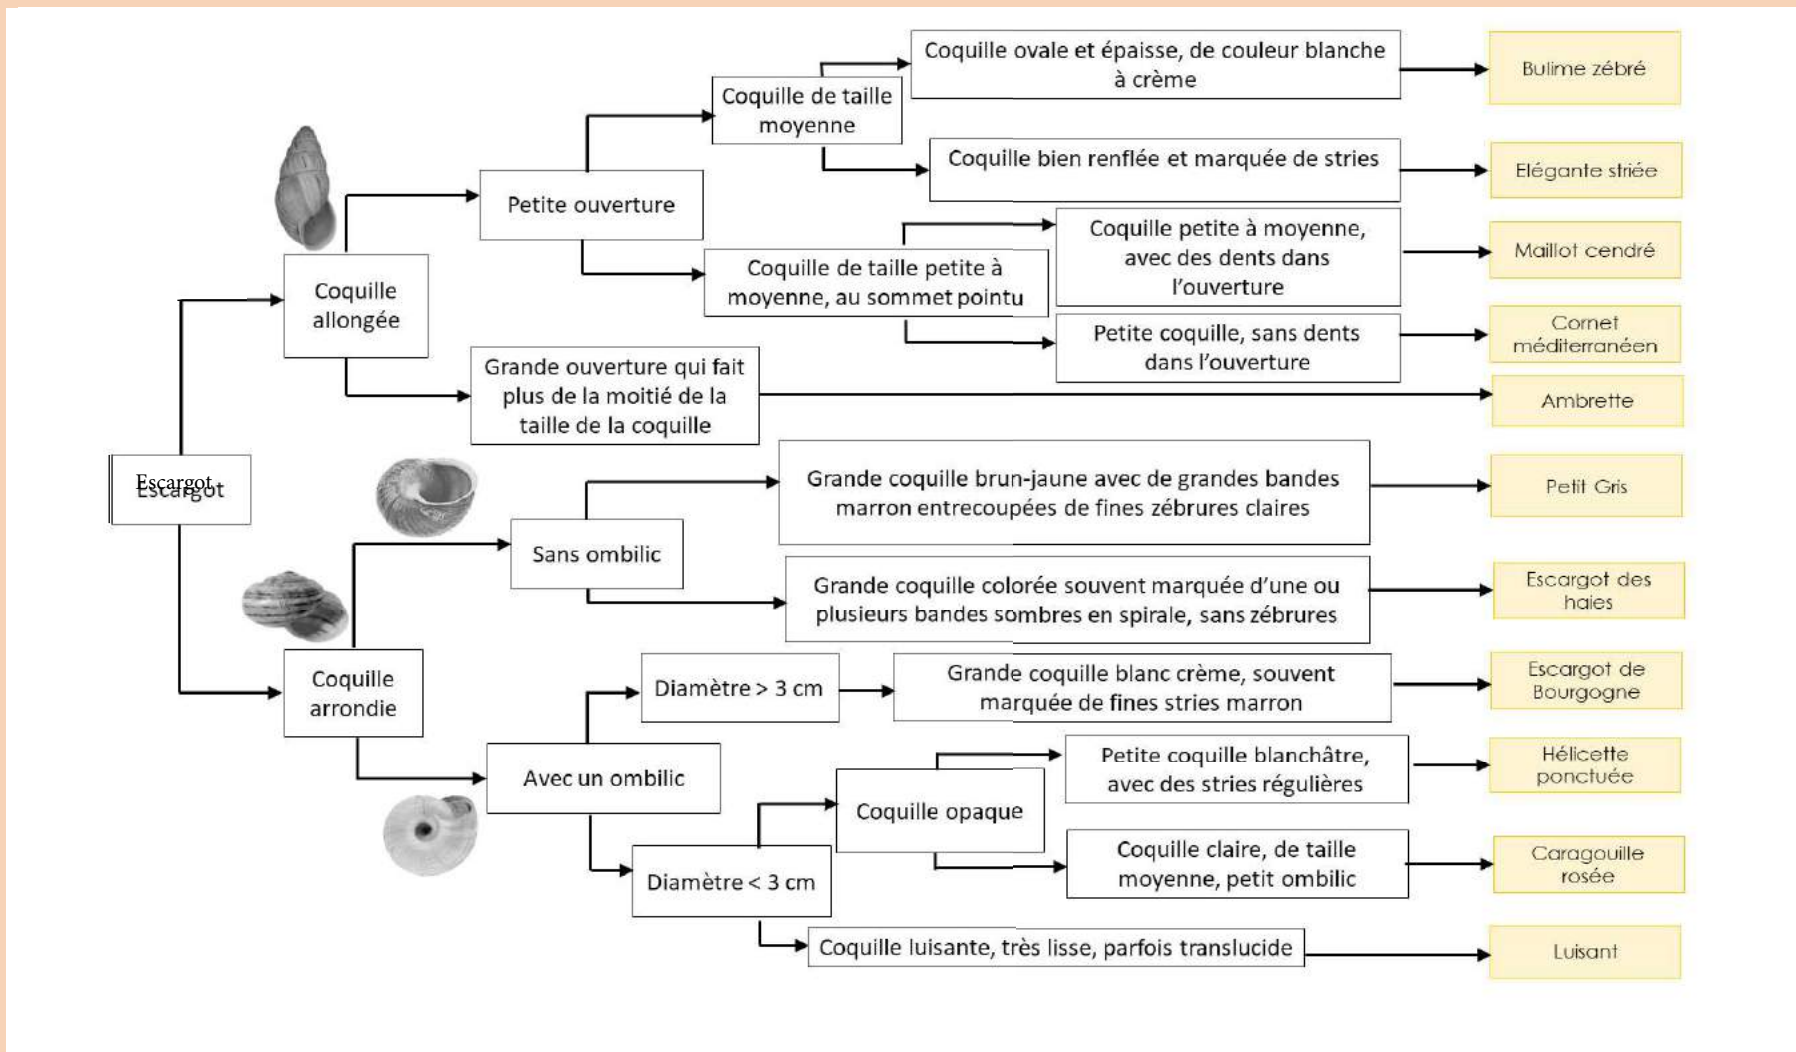 Coquille ovale et épaisse, de couleur blanche
à crème
Bulime zébré
Coquille de taille
moyenne
Coquille bien renflée et marquée de stries
Elégante striée
Petite ouverture
Coquille petite à moyenne,
avec des dents dans
l'ouverture
Maillot cendré
Coquille de taille petite à
moyenne, au sommet pointu
Coquille
allongée
Petite coquille, sans dents
dans l'ouverture
Cornet
méditerranéen
Grande ouverture qui fait
plus de la moitié de la
taille de la coquille
Ambrette
Escargot
Escargot
Grande coquille brun-jaune avec de grandes bandes
marron entrecoupées de fines zébrures claires
Petit Gris
Sans ombilic
Grande coquille colorée souvent marquée d'une ou
plusieurs bandes sombres en spirale, sans zébrures
Escargot des
haies
Coquille
arrondie
Diamètre > 3 cm
Grande coquille blanc crème, souvent
marquée de fines stries marron
Escargot de
Bourgogne
Avec un ombilic
Petite coquille blanchâtre,
avec des stries régulières
Hélicette
ponctuée
Coquille opaque
Coquille claire, de taille
moyenne, petit ombilic
Caragouille
rosée
Diamètre < 3 cm
Coquille luisante, très lisse, parfois translucide
Luisant